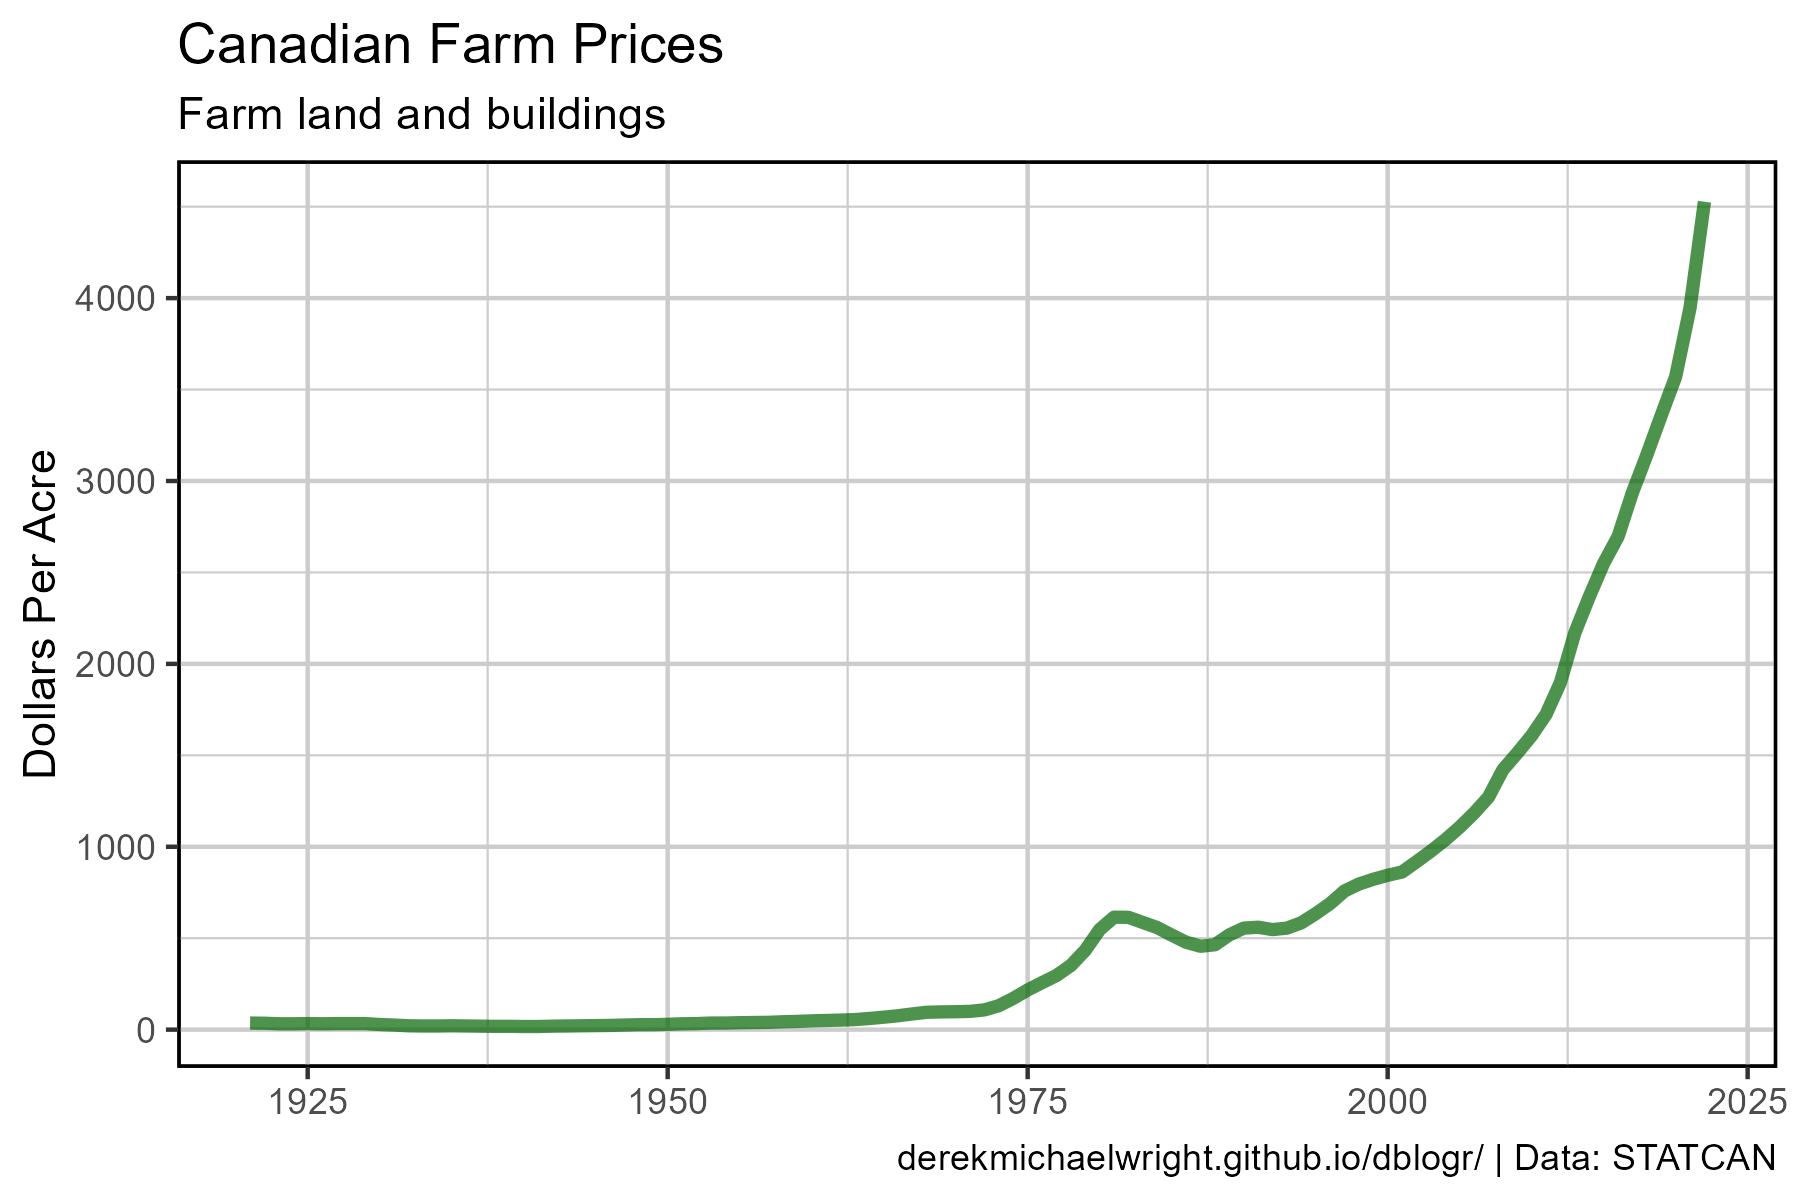 Canadian Farm Prices
Farm land and buildings
Dollars Per Acre
4000
3000
2000
1000
0
1925 1950 1975 2000 2025
derekmichaelwright.github.io/dblogr/ | Data: STATCAN